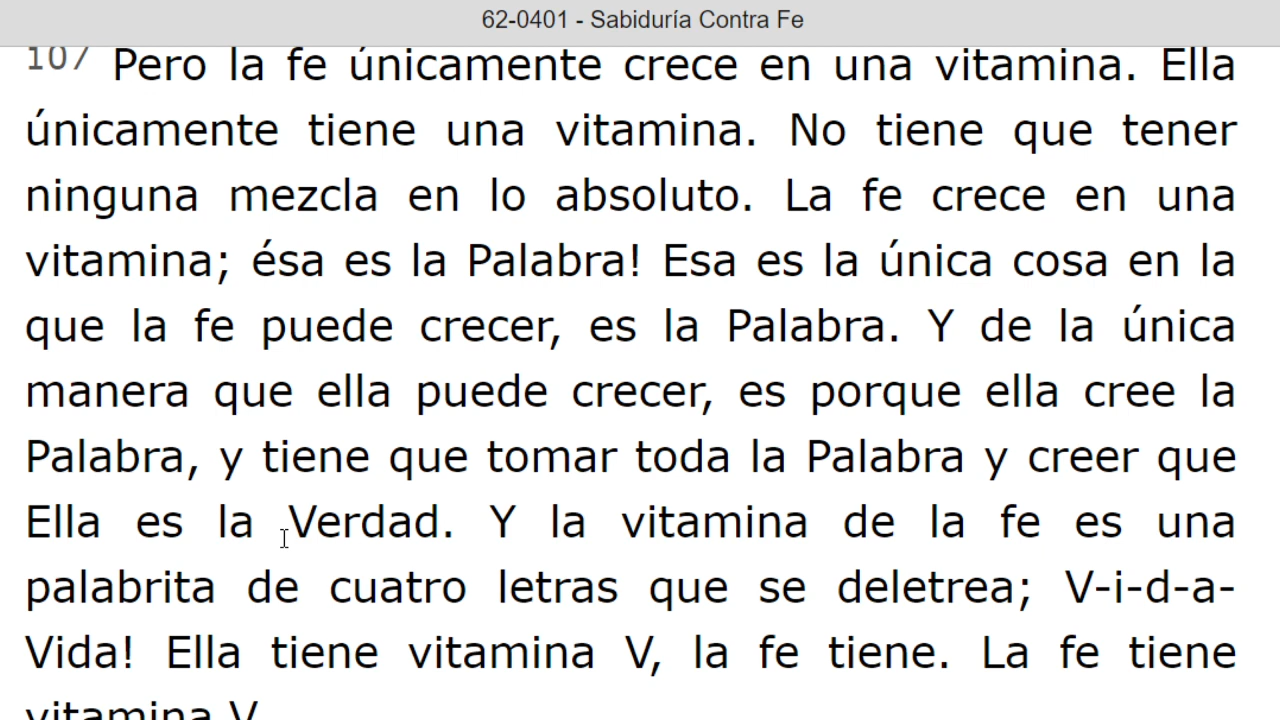 62-0401 - Sabiduría Contra Fe
107 Pero la fe únicamente crece en una vitamina. Ella
únicamente tiene una vitamina. No tiene que tener
ninguna mezcla en lo absoluto. La fe crece en una
vitamina; ésa es la Palabra! Esa es la única cosa en la
que la fe puede crecer, es la Palabra. Y de la única
manera que ella puede crecer, es porque ella cree la
Palabra, y tiene que tomar toda la Palabra y creer que
Ella es la Verdad. Y la vitamina de la fe es una
palabrita de cuatro letras que se deletrea; V-i-d-a-
Vida! Ella tiene vitamina V, la fe tiene. La fe tiene
vitamina V